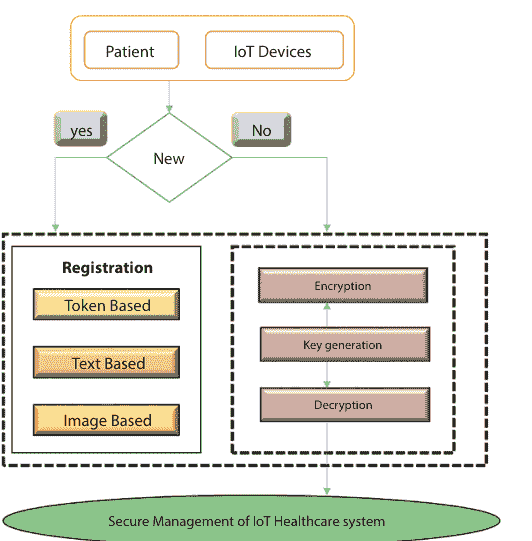 Patient
IoT Devices
yes
No
New
Registration
Token Based
Text Based
Image Based
Encryption
Key generation
Decryption
Secure Management of IoT Healthcare system